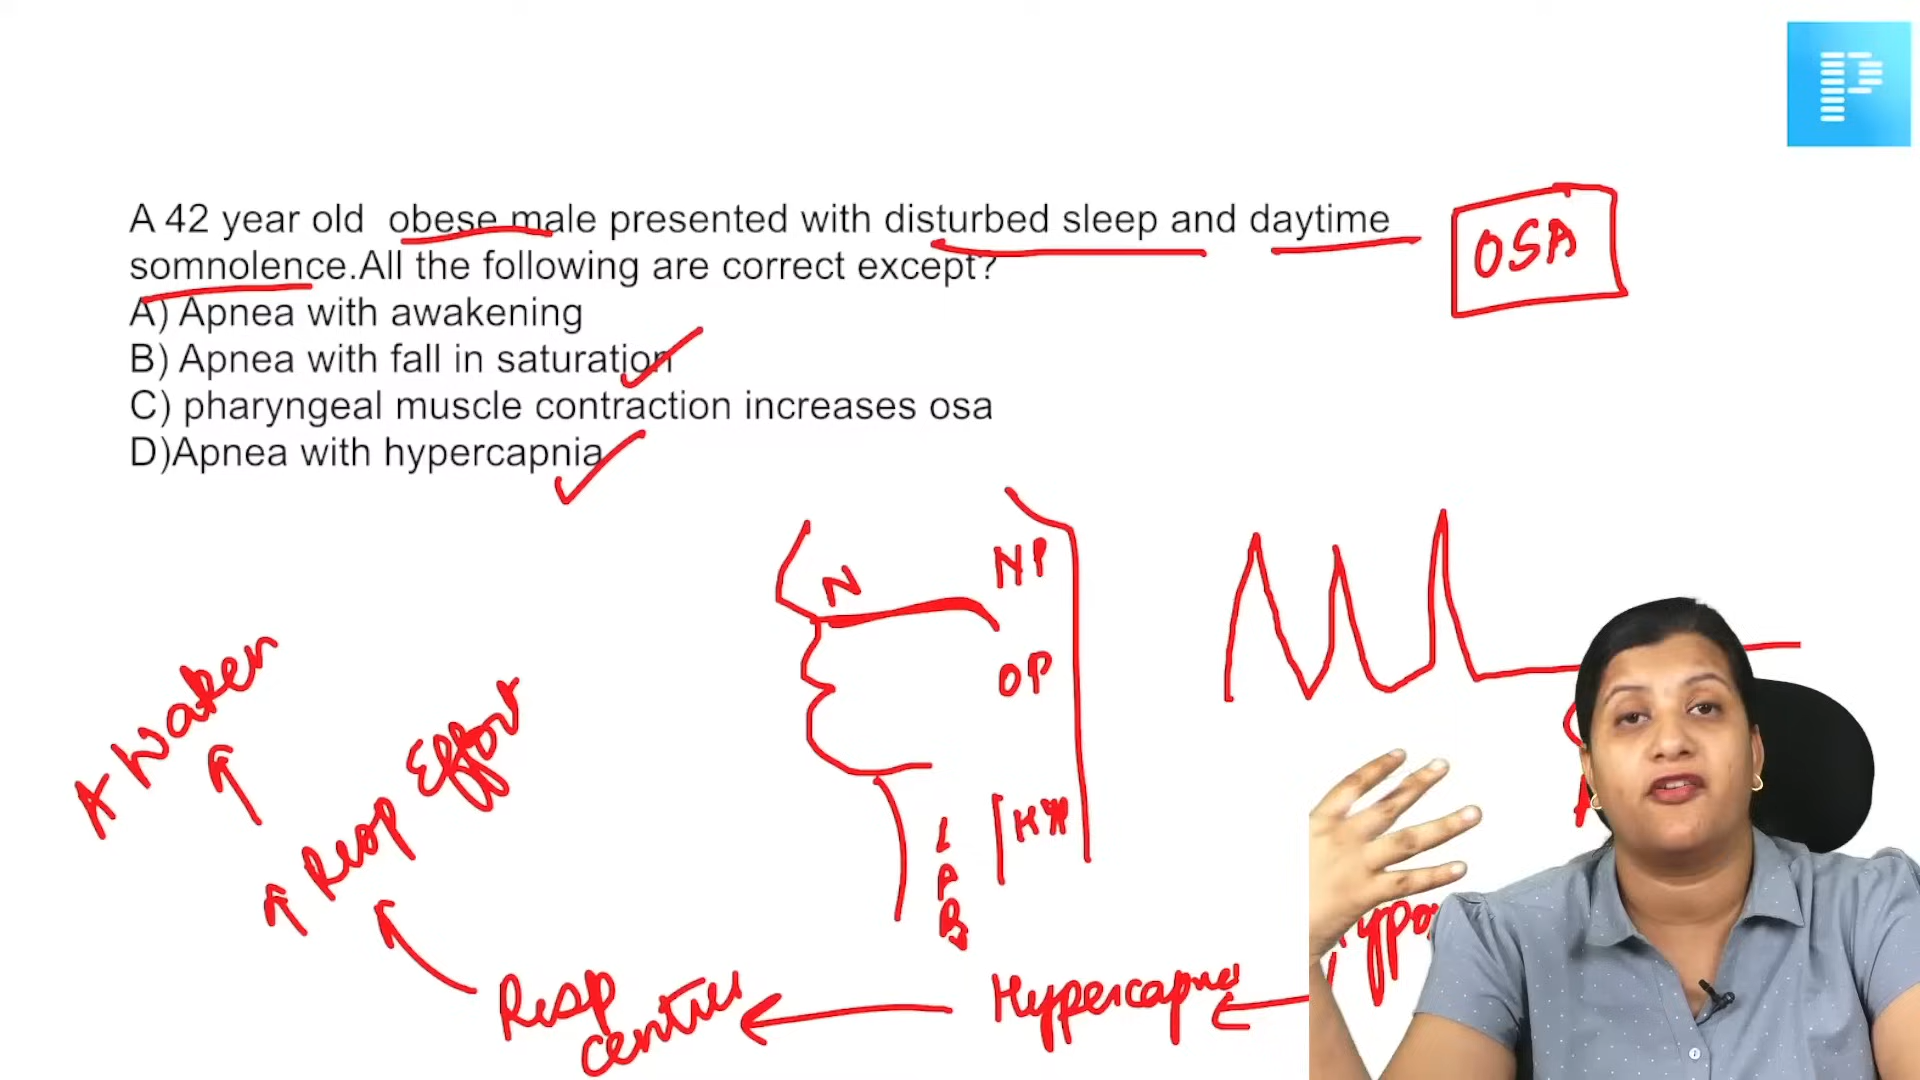 A 42 year old obese male presented with disturbed sleep and daytime
somnolence.All the following are correct except?
A) Apnea with awakening
B) Apnea with fall in saturation
C) pharyngeal muscle contraction increases osa
D)Apnea with hypercapnia
OSA
N
NP
OP
HP
L
P
B
Awaken
↑ Resp Effort
Resp
centres
Hypercapnia
P